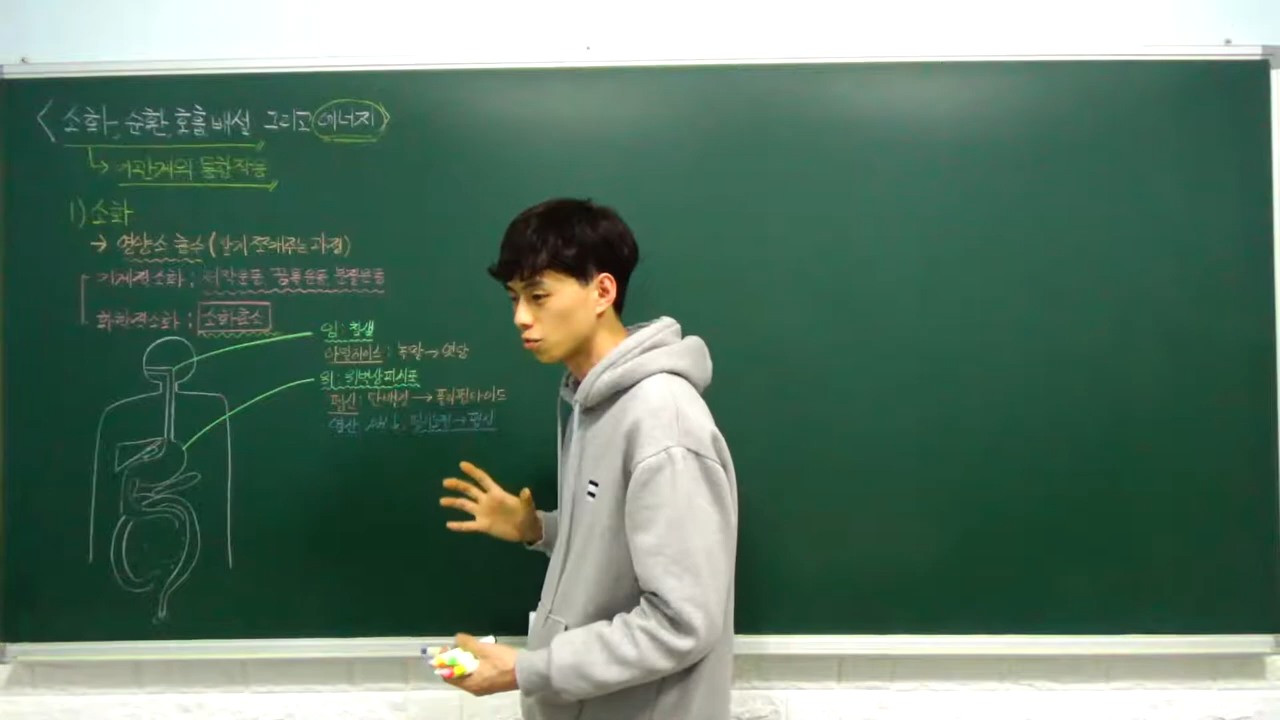 <소화, 순환, 호흡 배설 그리고 에너지>
↳ 기관계의 통합작용
1) 소화
→ 영양소 흡수 (잘게 쪼개주는 과정)
기계적소화 : 저작운동, 꿈틀운동, 분절운동
화학적소화 : 소화효소
입 : 침샘
아밀레이스 : 녹말 → 엿당
위 : 위벽상피세포
펩신 : 단백질 → 폴리펩타이드
염산, 펩시노젠 → 펩신